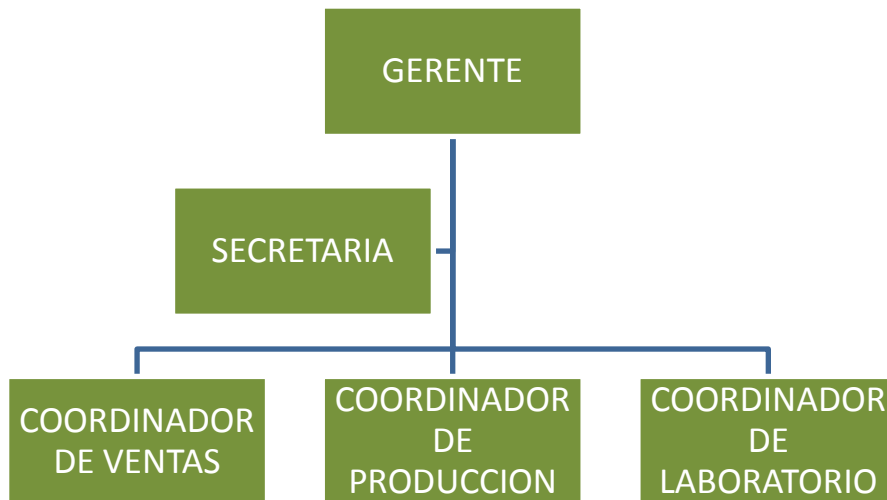 GERENTE
SECRETARIA
COORDINADOR
DE VENTAS
COORDINADOR
DE
PRODUCCION
COORDINADOR
DE
LABORATORIO